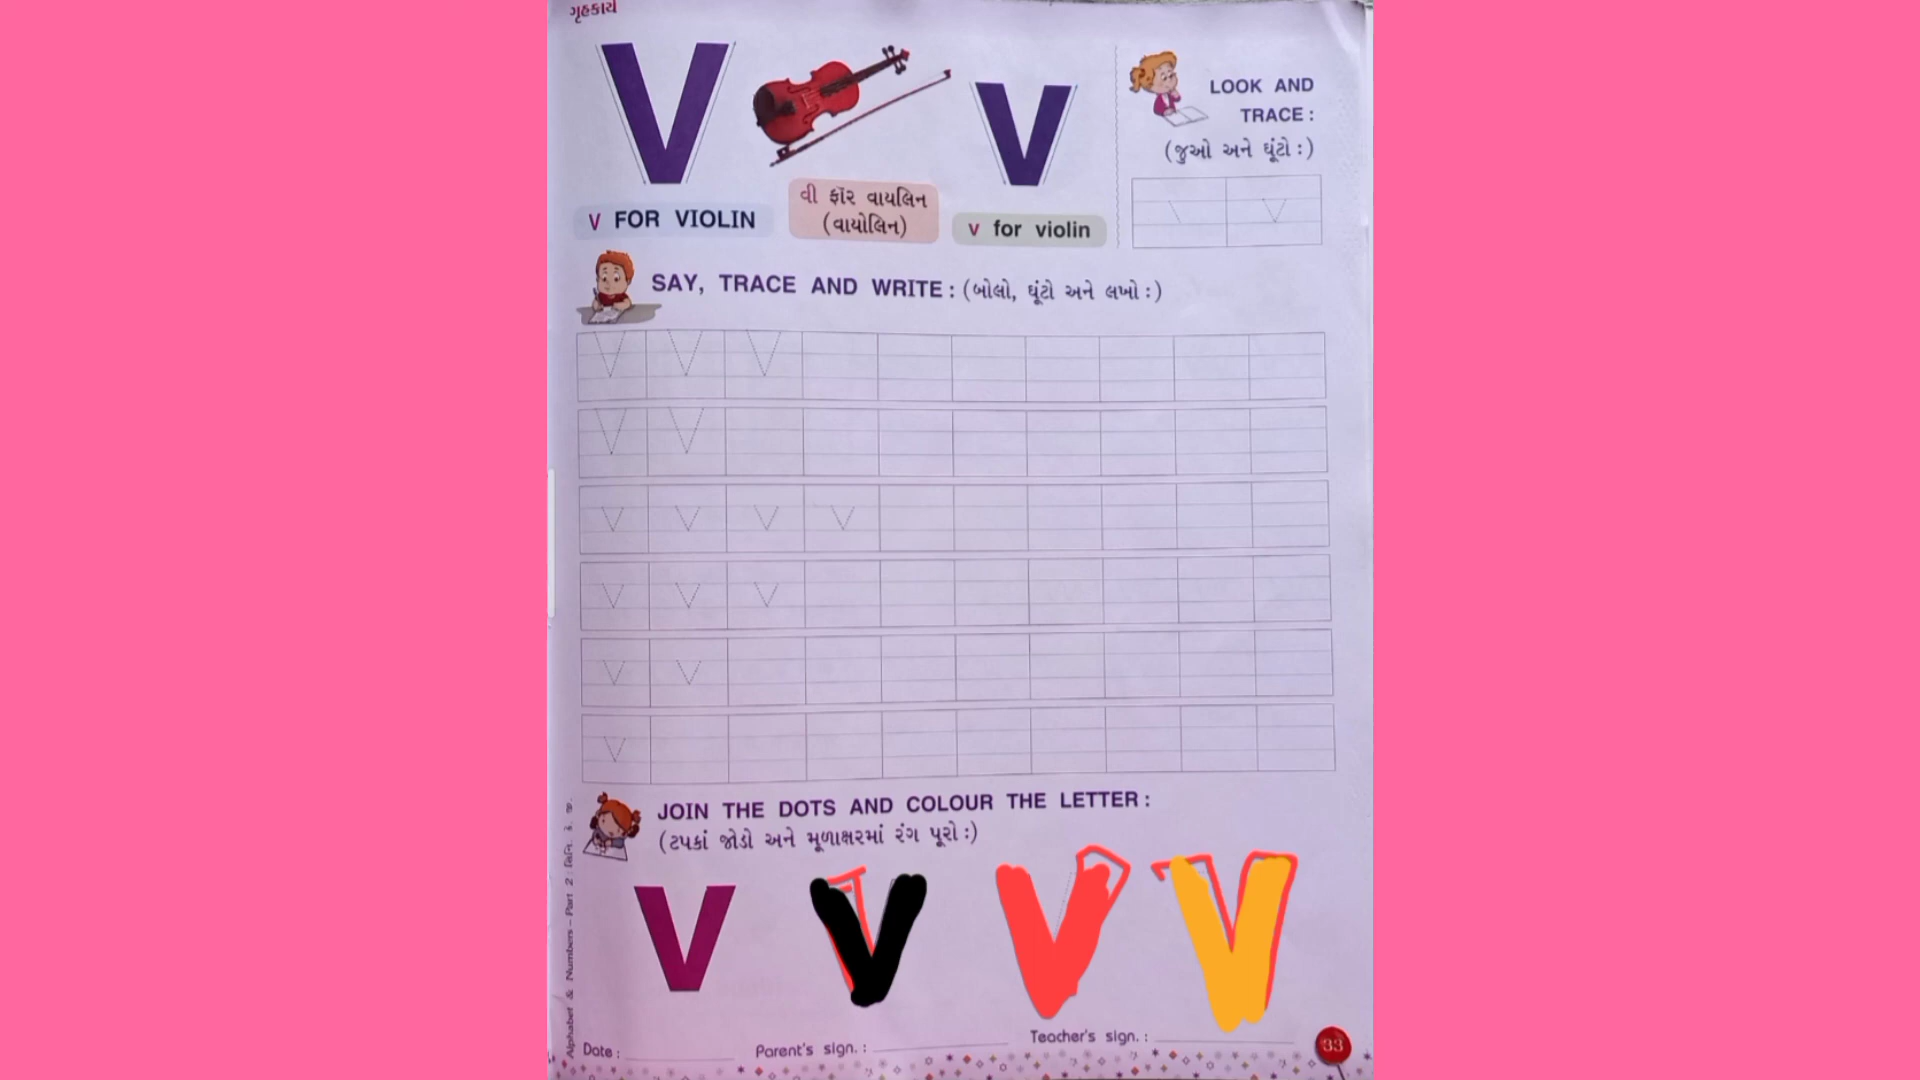 ગૃહકાર્ય
V v
V FOR VIOLIN
વી ફૉર વાયલિન
(વાયોલિન)
v for violin
LOOK AND
TRACE :
(જુઓ અને ઘૂંટો :)
\ v
SAY, TRACE AND WRITE : (બોલો, ઘૂંટો અને લખો :)
V V V
V V
v v v v
v v v
v v
v
JOIN THE DOTS AND COLOUR THE LETTER :
(ટપકાં જોડો અને મૂળાક્ષરમાં રંગ પૂરો :)
V V V V
Date : Parent's sign. : Teacher's sign. :
33
Alphabet & Numbers – Part 2 : સિનિ. કે. જી.